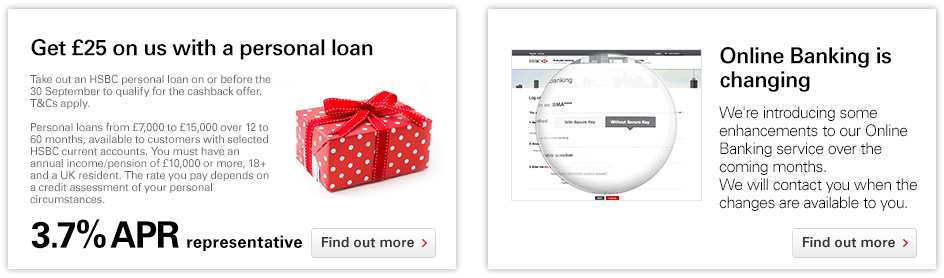 Get £25 on us with a personal loan
Take out an HSBC personal loan on or before the
30 September to qualify for the cashback offer.
T&Cs apply.
Personal loans from £7,000 to £15,000 over 12 to
60 months, available to customers with selected
HSBC current accounts. You must have an
annual income/pension of £10,000 or more, 18+
and a UK resident. The rate you pay depends on
a credit assessment of your personal
circumstances.
3.7% APR representative
Find out more
anking
With Secure Key
Without Secure Key
Online Banking is
changing
We're introducing some
enhancements to our Online
Banking service over the
coming months.
We will contact you when the
changes are available to you.
Find out more